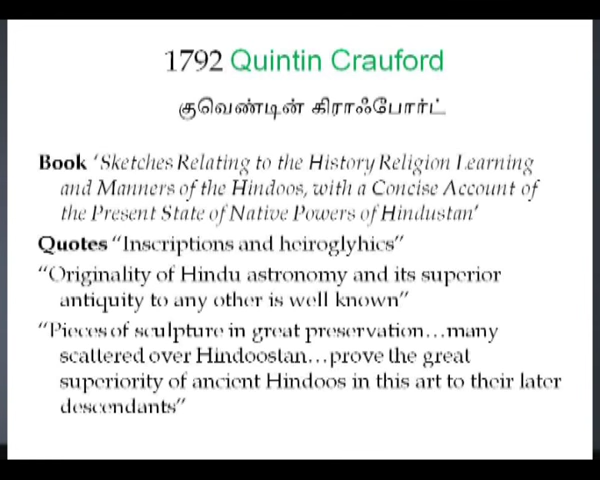 1792 Quintin Crauford
குவெண்டின் கிராஃபோர்ட்
Book ‘Sketches Relating to the History Religion Learning
and Manners of the Hindoos, with a Concise Account of
the Present State of Native Powers of Hindustan’
Quotes “Inscriptions and heiroglyhics”
“Originality of Hindu astronomy and its superior
antiquity to any other is well known”
“Pieces of sculpture in great preservation…many
scattered over Hindoostan…prove the great
superiority of ancient Hindoos in this art to their later
descendants”